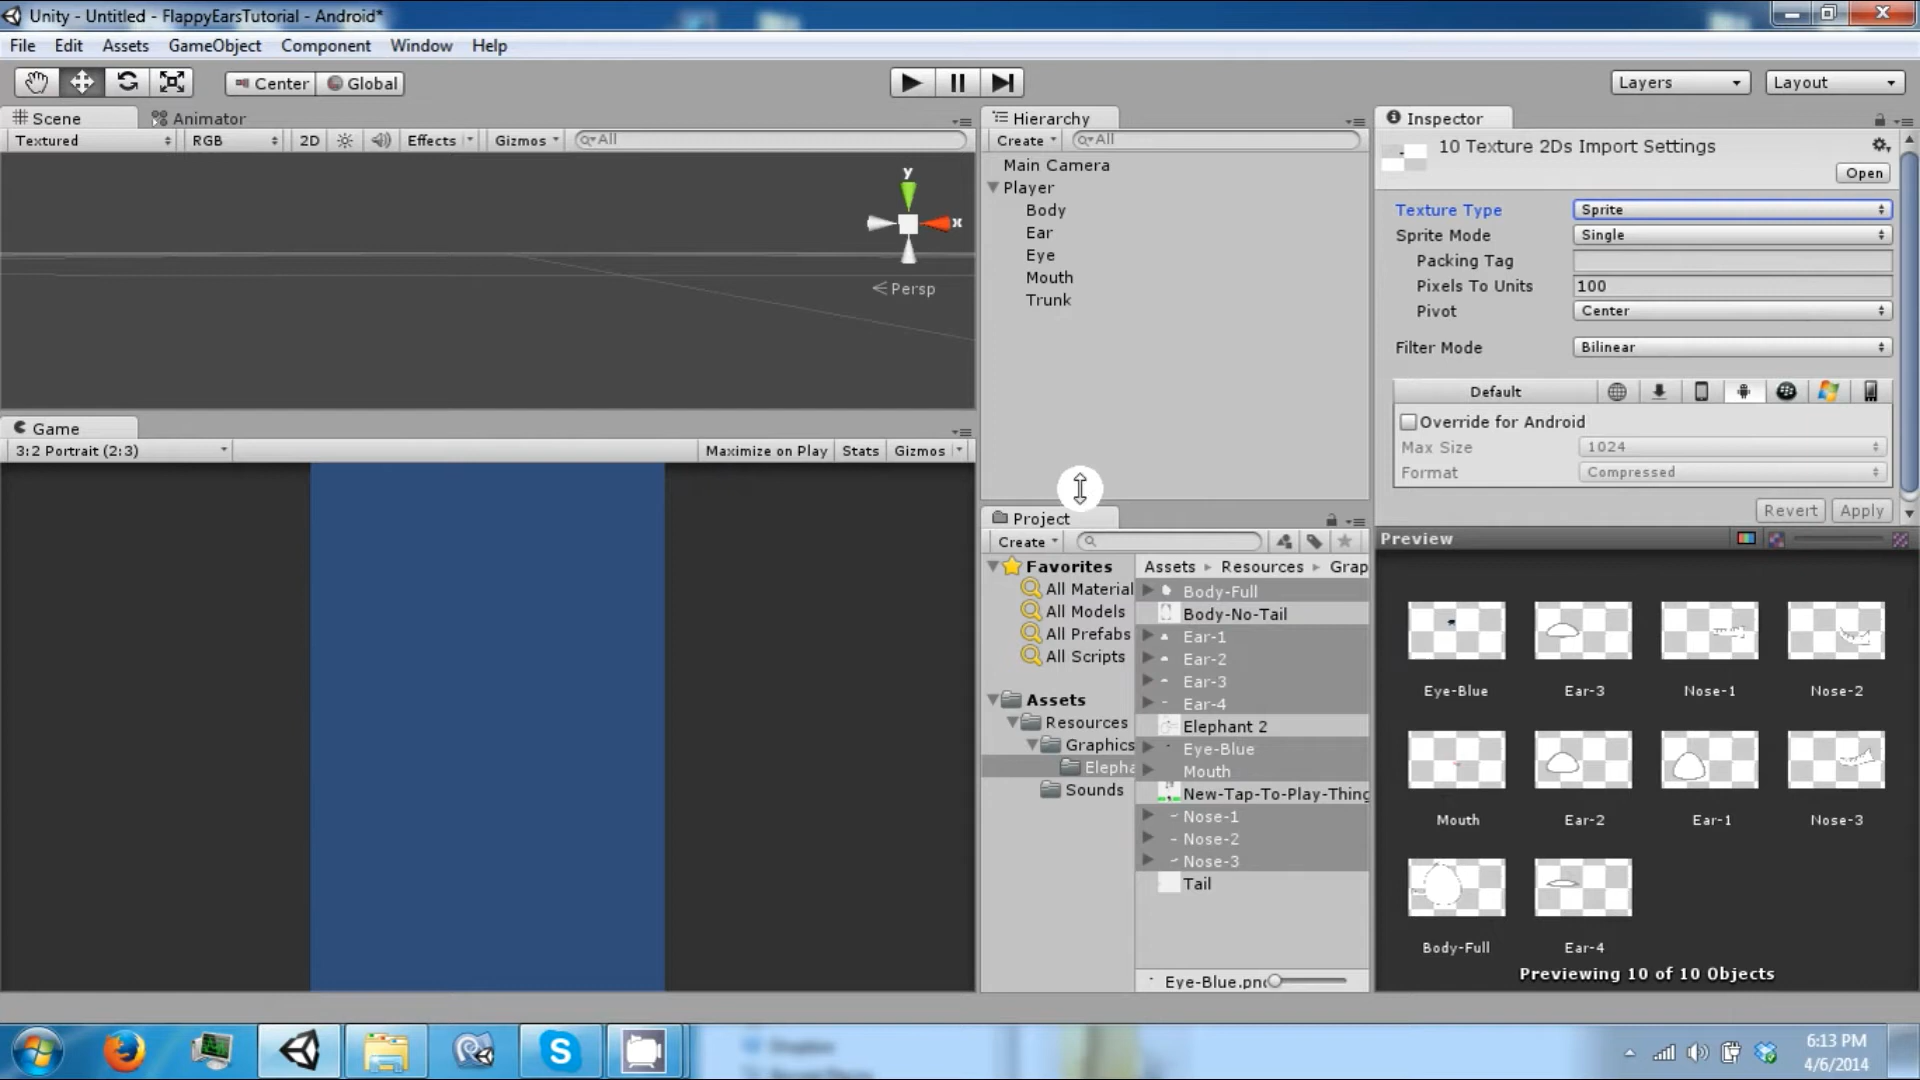 Unity - Untitled - FlappyEarsTutorial - Android*
File Edit Assets GameObject Component Window Help
Center Global Layers Layout
Scene Animator
Textured RGB 2D Effects Gizmos All
y
x
Persp
Game
3:2 Portrait (2:3) Maximize on Play Stats Gizmos
Hierarchy
Create All
Main Camera
Player
Body
Ear
Eye
Mouth
Trunk
Project
Create
Favorites
All Material
All Models
All Prefabs
All Scripts
Assets
Resources
Graphics
Elepha
Sounds
Assets Resources Grap
Body-Full
Body-No-Tail
Ear-1
Ear-2
Ear-3
Ear-4
Elephant 2
Eye-Blue
Mouth
New-Tap-To-Play-Thing
Nose-1
Nose-2
Nose-3
Tail
Eye-Blue.pn
Inspector
10 Texture 2Ds Import Settings
Open
Texture Type Sprite
Sprite Mode Single
Packing Tag
Pixels To Units 100
Pivot Center
Filter Mode Bilinear
Default
Override for Android
Max Size 1024
Format Compressed
Revert Apply
Preview
Eye-Blue Ear-3 Nose-1 Nose-2
Mouth Ear-2 Ear-1 Nose-3
Body-Full Ear-4
Previewing 10 of 10 Objects
6:13 PM
4/6/2014